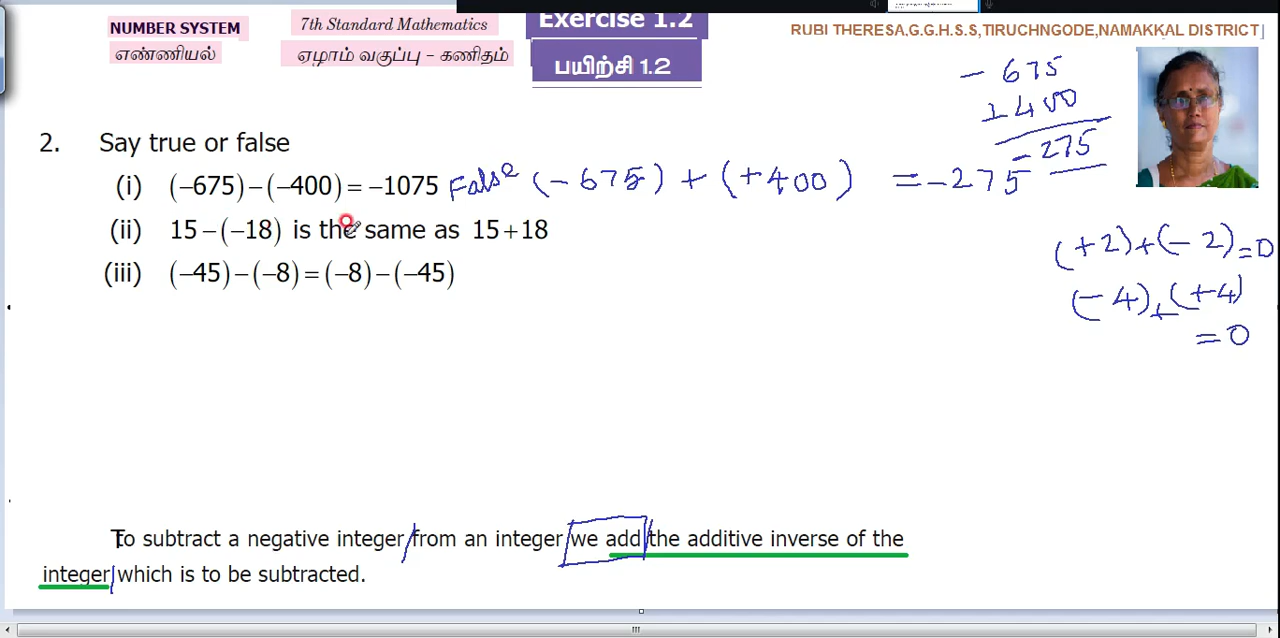 NUMBER SYSTEM
எண்ணியல்
7th Standard Mathematics
ஏழாம் வகுப்பு – கணிதம்
Exercise 1.2
பயிற்சி 1.2
RUBI THERESA,G.G.H.S.S,TIRUCHNGODE,NAMAKKAL DISTRICT]
- 675
+ 400
- 275
2. Say true or false
(i) (−675)−(−400)=−1075 False (- 675) + (+400) = -275
(ii) 15−(−18) is the same as 15+18
(iii) (−45)−(−8)=(−8)−(−45)
(+2)+(-2)=0
(-4)+(+4)
=0
To subtract a negative integer from an integer we add the additive inverse of the
integer which is to be subtracted.